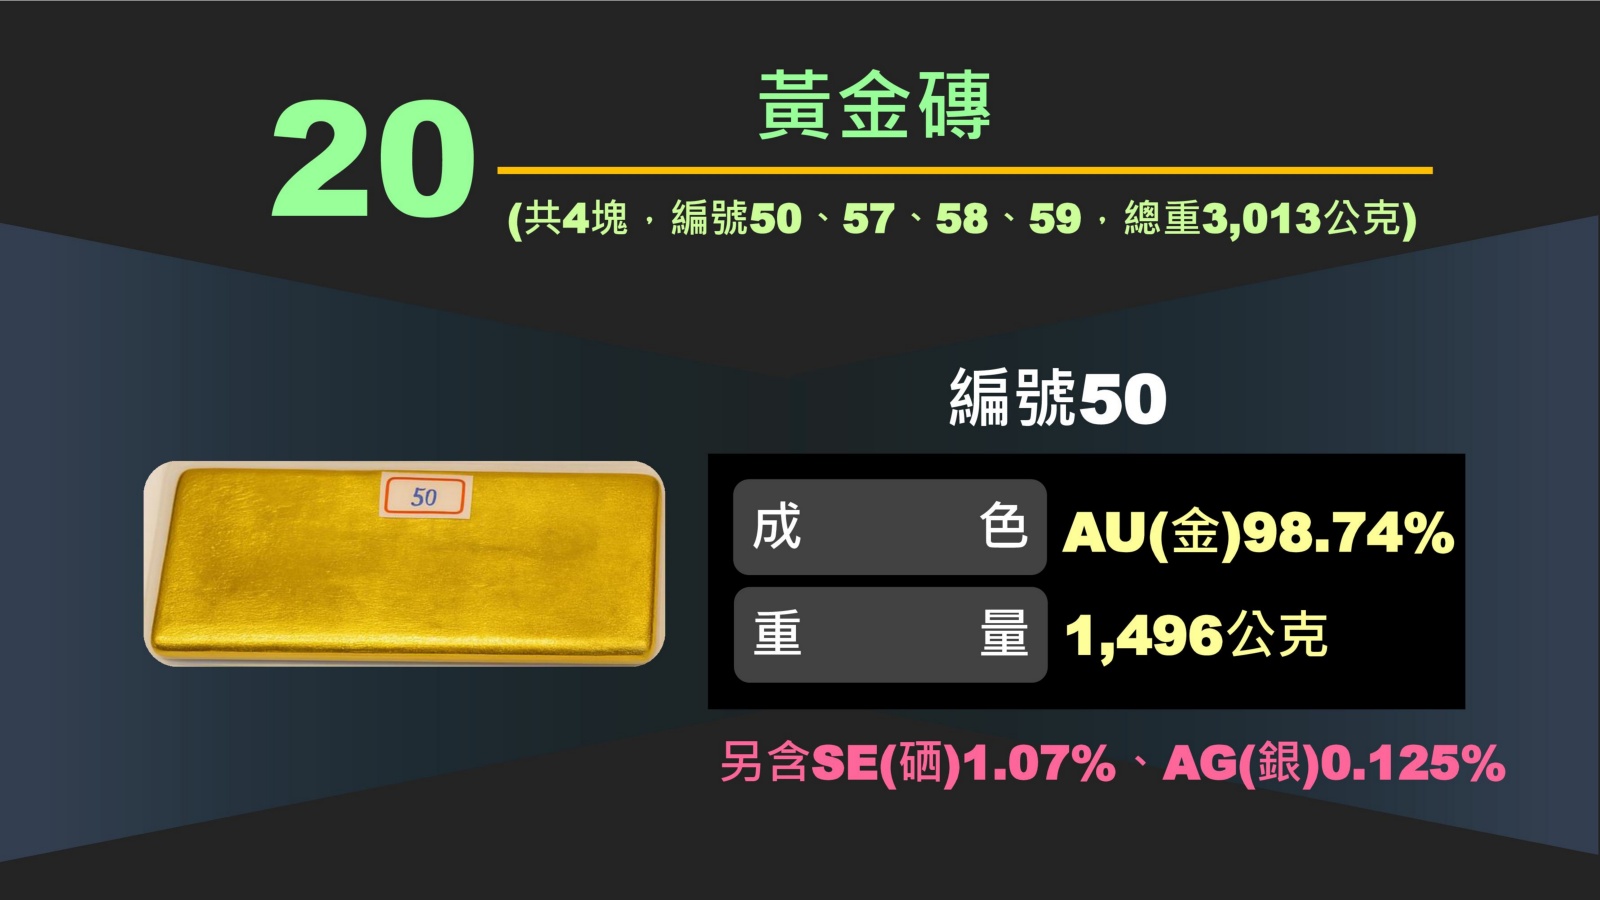 20
黃金磚
(共4塊，編號50、57、58、59，總重3,013公克)
編號50
50
成色 AU(金)98.74%
重量 1,496公克
另含SE(硒)1.07%、AG(銀)0.125%